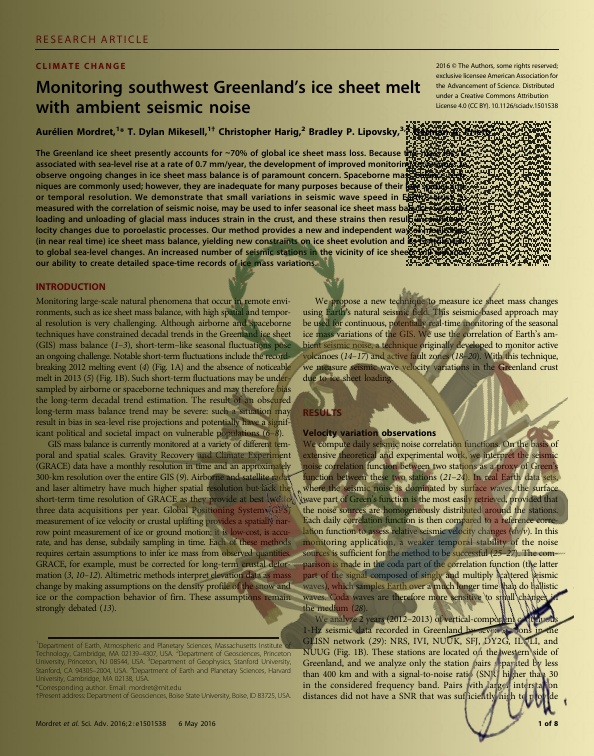 RESEARCH ARTICLE
CLIMATE CHANGE
Monitoring southwest Greenland's ice sheet melt
with ambient seismic noise
2016 © The Authors, some rights reserved;
exclusive licensee American Association for
the Advancement of Science. Distributed
under a Creative Commons Attribution
License 4.0 (CC BY). 10.1126/sciadv.1501538
Aurélien Mordret,¹* T. Dylan Mikesell,¹† Christopher Harig,² Bradley P. Lipovsky,³
The Greenland ice sheet presently accounts for ~70% of global ice sheet mass loss. Because
associated with sea-level rise at a rate of 0.7 mm/year, the development of improved monitoring
observe ongoing changes in ice sheet mass balance is of paramount concern. Spaceborne
niques are commonly used; however, they are inadequate for many purposes because of their
or temporal resolution. We demonstrate that small variations in seismic wave speed in
measured with the correlation of seismic noise, may be used to infer seasonal ice sheet mass
loading and unloading of glacial mass induces strain in the crust, and these strains then result
locity changes due to poroelastic processes. Our method provides a new and independent way
(in near real time) ice sheet mass balance, yielding new constraints on ice sheet evolution and
to global sea-level changes. An increased number of seismic stations in the vicinity of ice
our ability to create detailed space-time records of ice mass variations.
INTRODUCTION
Monitoring large-scale natural phenomena that occur in remote envi-
ronments, such as ice sheet mass balance, with high spatial and tempor-
al resolution is very challenging. Although airborne and spaceborne
techniques have constrained decadal trends in the Greenland ice sheet
(GIS) mass balance (1–3), short-term–like seasonal fluctuations pose
an ongoing challenge. Notable short-term fluctuations include the record-
breaking 2012 melting event (4) (Fig. 1A) and the absence of noticeable
melt in 2013 (5) (Fig. 1B). Such short-term fluctuations may be under-
sampled by airborne or spaceborne techniques and may therefore bias
the long-term decadal trend estimation. The result of an obscured
long-term mass balance trend may be severe: such a situation may
result in bias in sea-level rise projections and potentially have a signif-
icant political and societal impact on vulnerable populations (6–8).
GIS mass balance is currently monitored at a variety of different tem-
poral and spatial scales. Gravity Recovery and Climate Experiment
(GRACE) data have a monthly resolution in time and an approximately
300-km resolution over the entire GIS (9). Airborne and satellite radar
and laser altimetry have much higher spatial resolution but lack the
short-term time resolution of GRACE as they provide at best two to
three data acquisitions per year. Global Positioning System
measurement of ice velocity or crustal uplifting provides a spatially nar-
row point measurement of ice or ground motion; it is low-cost, is accu-
rate, and has dense, subdaily sampling in time. Each of these methods
requires certain assumptions to infer ice mass from observed quantities.
GRACE, for example, must be corrected for long-term crustal defor-
mation (3, 10–12). Altimetric methods interpret elevation data as mass
change by making assumptions on the density profile of the snow and
ice or the compaction behavior of firn. These assumptions remain
strongly debated (13).
¹Department of Earth, Atmospheric and Planetary Sciences, Massachusetts Institute of
Technology, Cambridge, MA 02139–4307, USA. ²Department of Geosciences, Princeton
University, Princeton, NJ 08544, USA. ³Department of Geophysics, Stanford University,
Stanford, CA 94305–2004, USA. ⁴Department of Earth and Planetary Sciences, Harvard
University, Cambridge, MA 02138, USA.
*Corresponding author. Email: mordret@mit.edu
†Present address: Department of Geosciences, Boise State University, Boise, ID 83725, USA.
We propose a new technique to measure ice sheet mass changes
using Earth's natural seismic field. This seismic-based approach may
be used for continuous, potentially real-time monitoring of the seasonal
ice mass variations of the GIS. We use the correlation of Earth's am-
bient seismic noise, a technique originally developed to monitor active
volcanoes (14–17) and active fault zones (18–20). With this technique,
we measure seismic wave velocity variations in the Greenland crust
due to ice sheet loading.
RESULTS
Velocity variation observations
We compute daily seismic noise correlation functions. On the basis of
extensive theoretical and experimental work, we interpret the seismic
noise correlation function between two stations as a proxy of Green's
function between these two stations (21–24). In real Earth data sets,
where the seismic noise is dominated by surface waves, the surface
wave part of Green's function is the most easily retrieved, provided that
the noise sources are homogeneously distributed around the stations.
Each daily correlation function is then compared to a reference corre-
lation function to assess relative seismic velocity changes (dv/v). In this
monitoring application, a weaker temporal stability of the noise
sources is sufficient for the method to be successful (25–27). The com-
parison is made in the coda part of the correlation function (the latter
part of the signal composed of surface and multiply scattered seismic
waves), which samples Earth over a much longer time than do ballistic
waves. Coda waves are therefore more sensitive to small changes in
the medium (28).
We analyze 2 years (2012–2013) of vertical-component continuous
1-Hz seismic data recorded in Greenland by seven stations in the
GLISN network (29): NRS, IVI, NUUK, SFJ, DY2G, ILULI, and
NUUG (Fig. 1B). These stations are located on the western side of
Greenland, and we analyze only the station pairs separated by less
than 400 km and with a signal-to-noise ratio (SNR) higher than 30
in the considered frequency band. Pairs with larger interstation
distances did not have a SNR that was sufficiently high to provide
Mordret et al. Sci. Adv. 2016;2:e1501538 6 May 2016
1 of 8